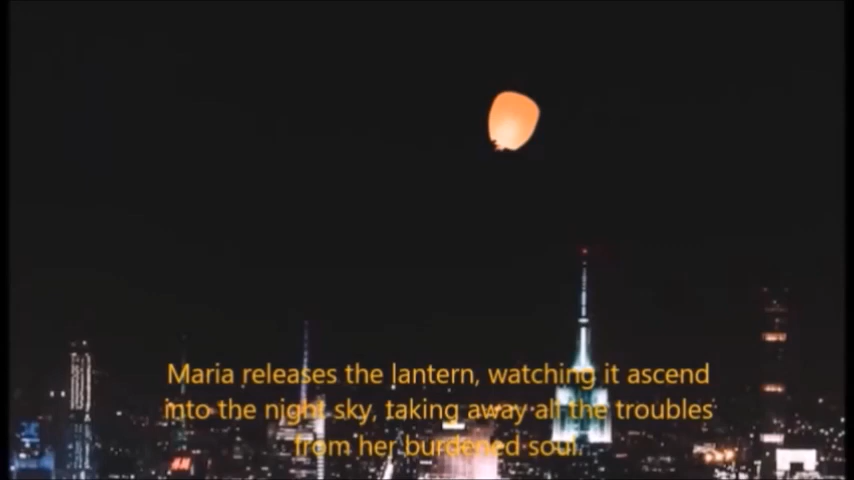 Maria releases the lantern, watching it ascend
into the night sky, taking away all the troubles
from her burdened soul.